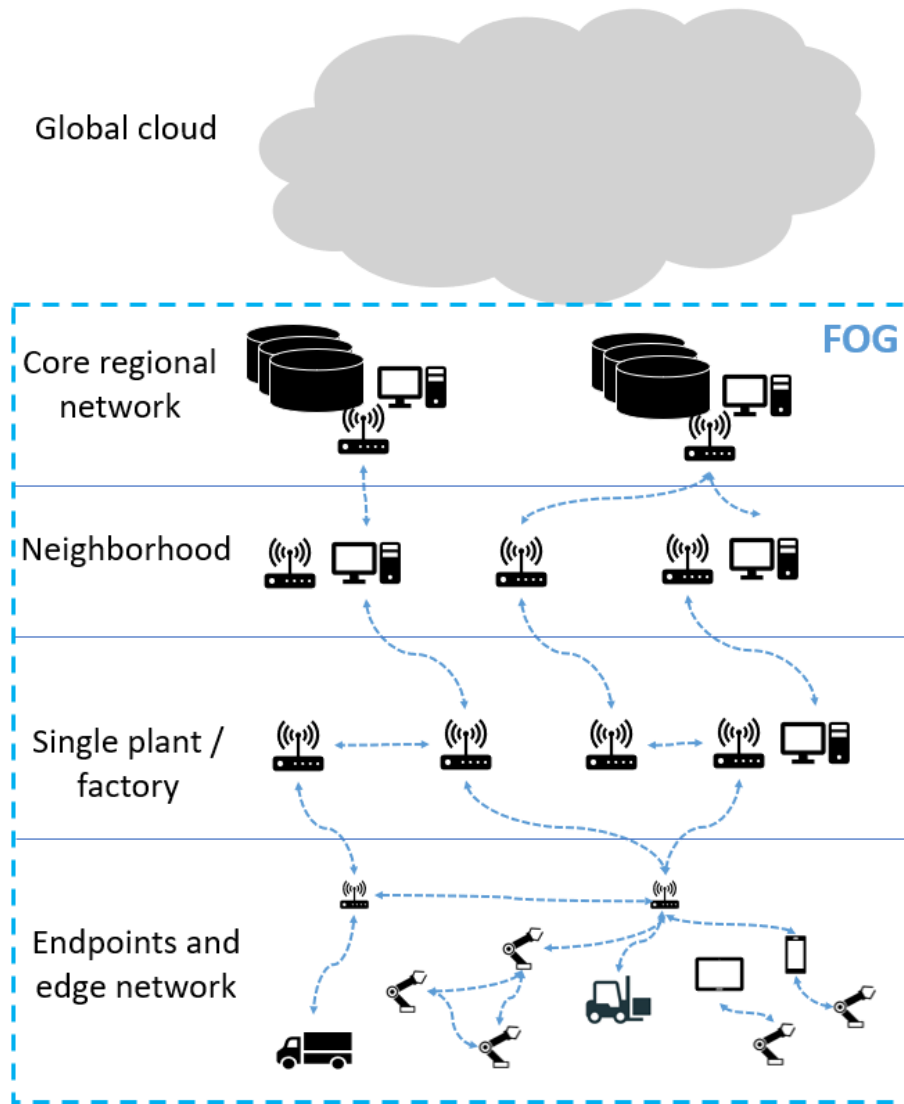 Global cloud
FOG
Core regional
network
Neighborhood
Single plant /
factory
Endpoints and
edge network